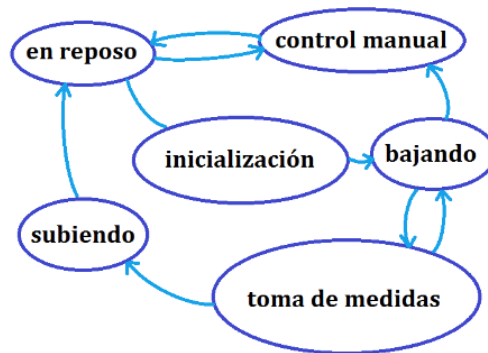 control manual
en reposo
inicialización
bajando
subiendo
toma de medidas